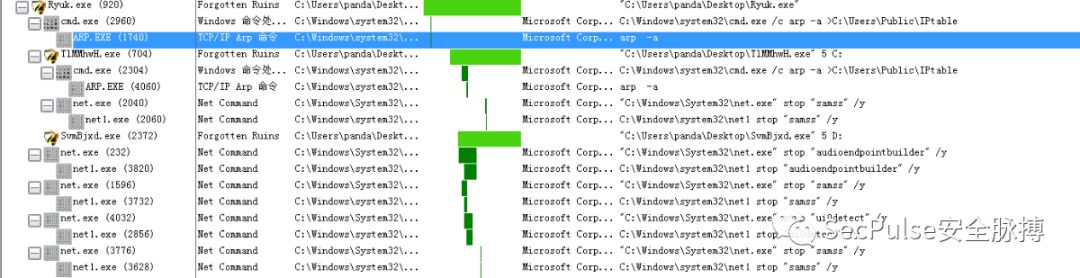 Ryuk.exe (920) Forgotten Ruins C:\Users\panda\Deskt... "C:\Users\panda\Desktop\Ryuk.exe"
cmd.exe (2960) Windows 命令处... C:\Windows\system32\... Microsoft Corp... C:\Windows\system32\cmd.exe /c arp -a >C:\Users\Public\IPtable
ARP.EXE (1740) TCP/IP Arp 命令 C:\Windows\system32\... Microsoft Corp... arp -a
TlMMhwH.exe (704) Forgotten Ruins C:\Users\panda\Deskt... "C:\Users\panda\Desktop\TlMMhwH.exe" 5 C:
cmd.exe (2304) Windows 命令处... C:\Windows\system32\... Microsoft Corp... C:\Windows\system32\cmd.exe /c arp -a >C:\Users\Public\IPtable
ARP.EXE (4060) TCP/IP Arp 命令 C:\Windows\system32\... Microsoft Corp... arp -a
net.exe (2040) Net Command C:\Windows\System32\... Microsoft Corp... "C:\Windows\System32\net.exe" stop "samss" /y
net1.exe (2060) Net Command C:\Windows\system32\... Microsoft Corp... C:\Windows\system32\net1 stop "samss" /y
SvmBjxd.exe (2372) Forgotten Ruins C:\Users\panda\Deskt... "C:\Users\panda\Desktop\SvmBjxd.exe" 5 D:
net.exe (232) Net Command C:\Windows\System32\... Microsoft Corp... "C:\Windows\System32\net.exe" stop "audioendpointbuilder" /y
net1.exe (3820) Net Command C:\Windows\system32\... Microsoft Corp... C:\Windows\system32\net1 stop "audioendpointbuilder" /y
net.exe (1596) Net Command C:\Windows\System32\... Microsoft Corp... "C:\Windows\System32\net.exe" stop "samss" /y
net1.exe (3732) Net Command C:\Windows\system32\... Microsoft Corp... C:\Windows\system32\net1 stop "samss" /y
net.exe (4032) Net Command C:\Windows\System32\... Microsoft Corp... "C:\Windows\System32\net.exe" "ui0detect" /y
net1.exe (2856) Net Command C:\Windows\system32\... Microsoft Corp... C:\Windows\system32\net1
SecPulse安全脉搏
net.exe (3776) Net Command C:\Windows\System32\... Microsoft Corp... "C:\Windows\System32\net.exe" stop "samss" /y
net1.exe (3628) Net Command C:\Windows\system32\... Microsoft Corp... C:\Windows\system32\net1 stop "samss" /y